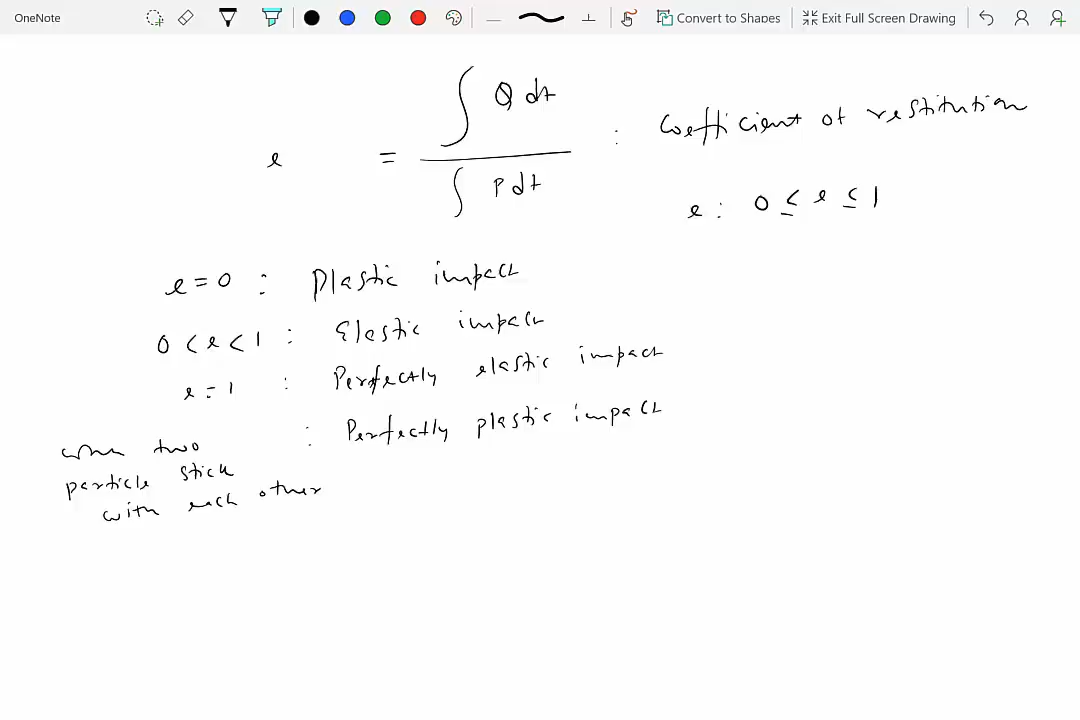 OneNote
Convert to Shapes
Exit Full Screen Drawing
e = ∫ Q dt / ∫ P dt : Coefficient of restitution
e : 0 ≤ e ≤ 1
e = 0 : Plastic impact
0 < e < 1 : Elastic impact
e = 1 : Perfectly elastic impact
when two : Perfectly plastic impact
particle stick
with each other